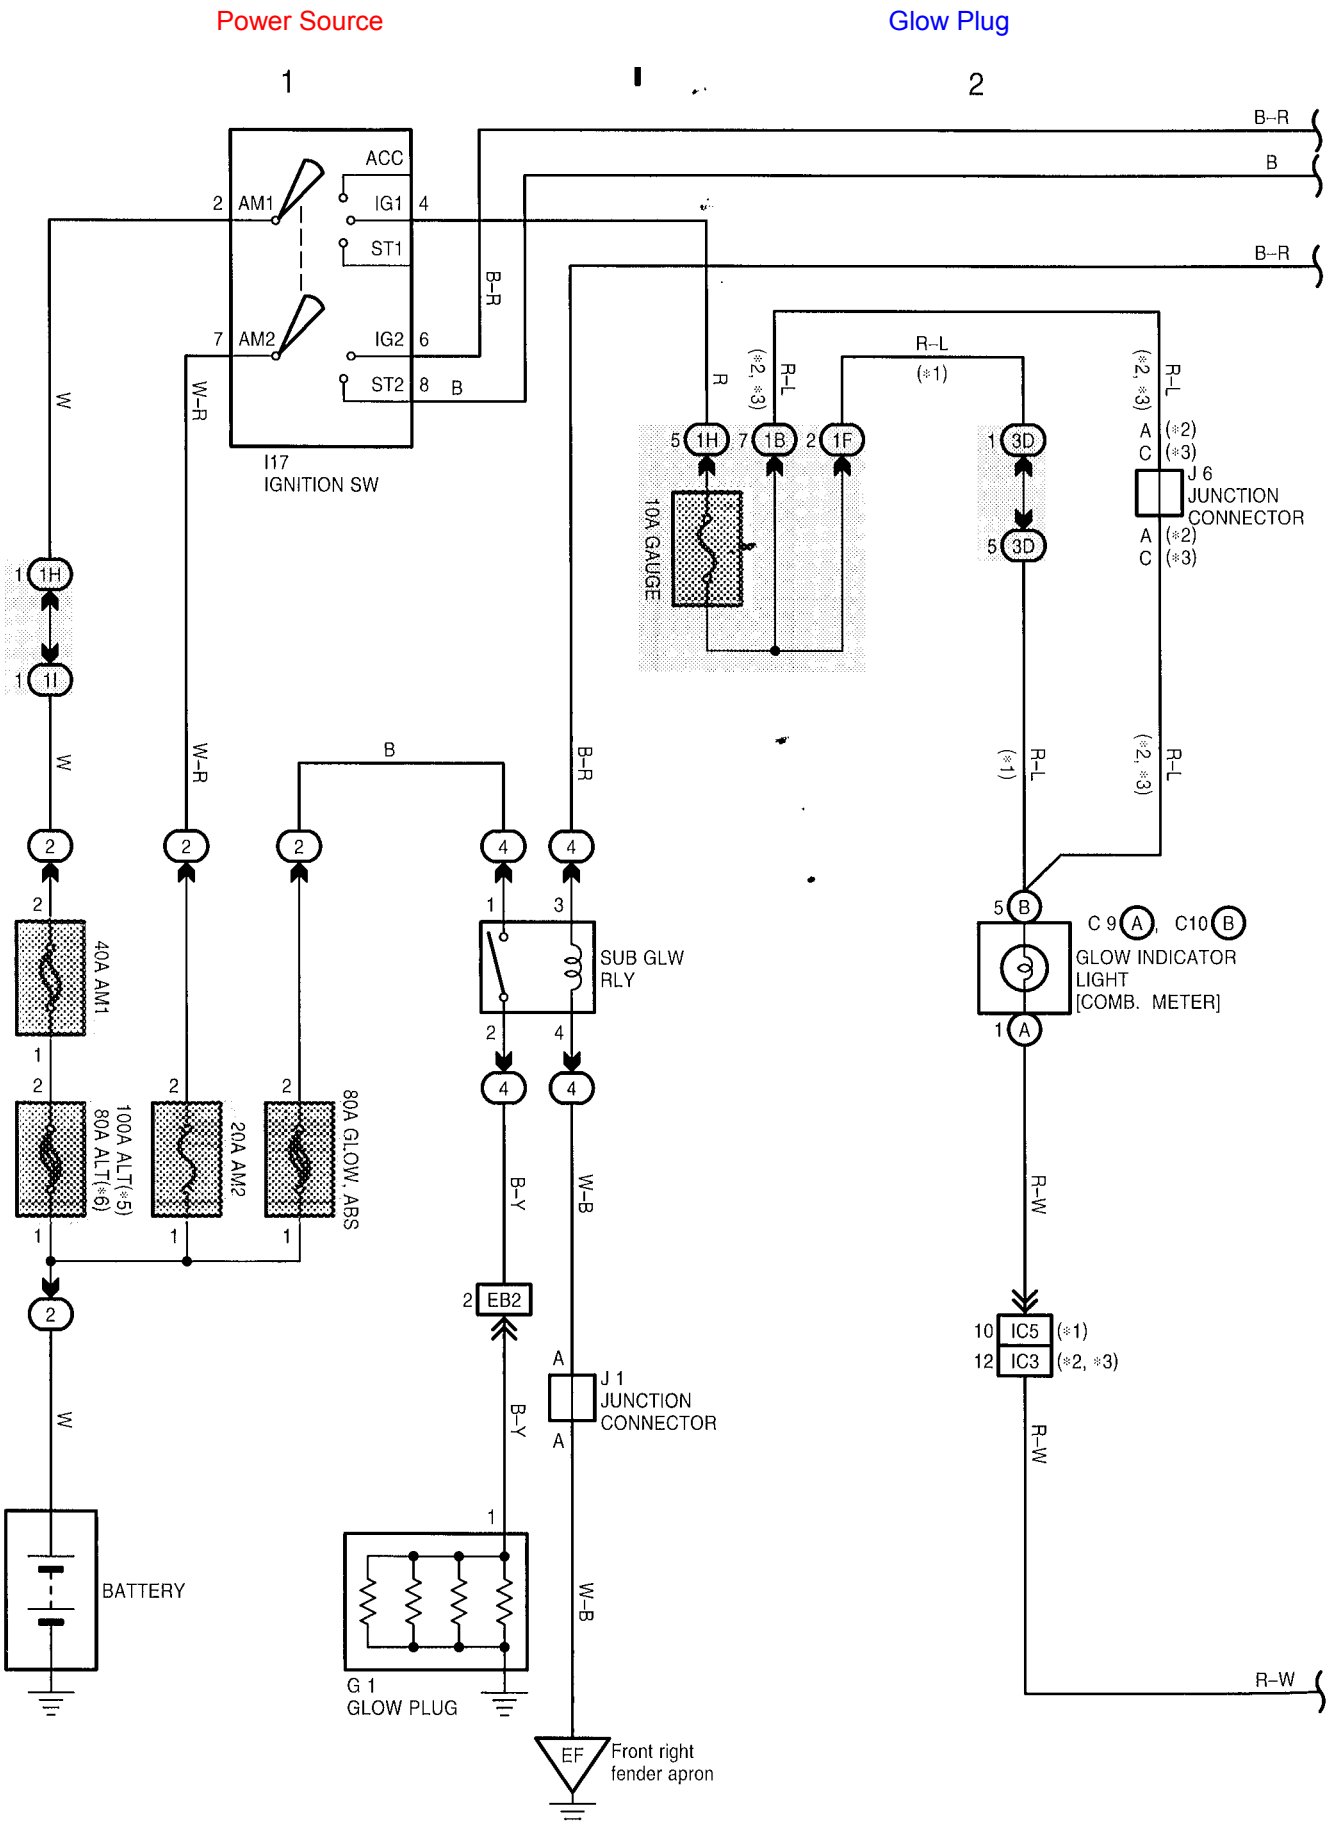 Power Source
Glow Plug
1
2
B–R
B
ACC
2 AM1
IG1 4
ST1
B–R
B–R
7 AM2
IG2 6
ST2 8 B
I17
IGNITION SW
W
W–R
R
R–L
(*2, *3)
R–L
(*1)
R–L
(*2, *3)
A (*2)
C (*3)
5 1H
7 1B
2 1F
1 3D
J 6
JUNCTION
CONNECTOR
10A GAUGE
A (*2)
C (*3)
5 3D
1 1H
1 1I
W
W–R
B
B–R
R–L
(*1)
R–L
(*2, *3)
2
2
2
4
4
2
1
3
5 B
C 9 A, C10 B
40A AM1
SUB GLW
RLY
GLOW INDICATOR
LIGHT
[COMB. METER]
1
2
4
1 A
2
2
2
4
4
100A ALT(*5)
80A ALT(*6)
20A AM2
80A GLOW, ABS
B–Y
W–B
R–W
1
1
1
2
2 EB2
10 IC5 (*1)
12 IC3 (*2, *3)
A
J 1
JUNCTION
CONNECTOR
A
W
B–Y
R–W
1
BATTERY
W–B
G 1
GLOW PLUG
R–W
EF
Front right
fender apron